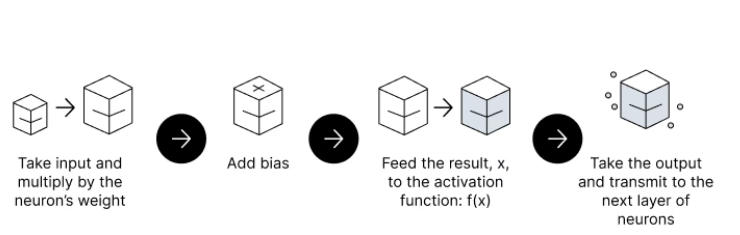 Take input and
multiply by the
neuron's weight
Add bias
Feed the result, x,
to the activation
function: f(x)
Take the output
and transmit to the
next layer of
neurons